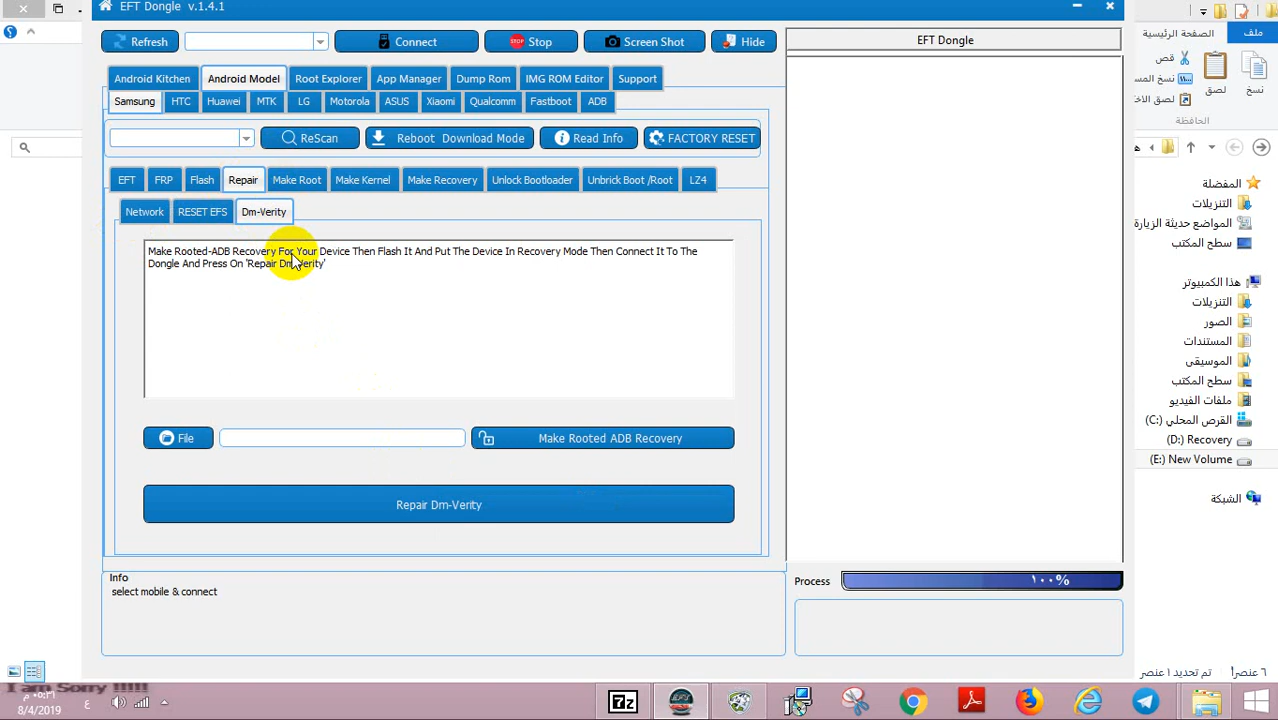 EFT Dongle v.1.4.1
Refresh
Connect
Stop
Screen Shot
Hide
EFT Dongle
Android Kitchen
Android Model
Root Explorer
App Manager
Dump Rom
IMG ROM Editor
Support
Samsung
HTC
Huawei
MTK
LG
Motorola
ASUS
Xiaomi
Qualcomm
Fastboot
ADB
ReScan
Reboot Download Mode
Read Info
FACTORY RESET
EFT
FRP
Flash
Repair
Make Root
Make Kernel
Make Recovery
Unlock Bootloader
Unbrick Boot /Root
LZ4
Network
RESET EFS
Dm-Verity
Make Rooted-ADB Recovery For Your Device Then Flash It And Put The Device In Recovery Mode Then Connect It To The
Dongle And Press On 'Repair Dm-Verity'
File
Make Rooted ADB Recovery
Repair Dm-Verity
Info
select mobile & connect
Process
١٠٠%
ملف
الصفحة الرئيسية
قص
نسخ
لصق
الحافظة
المفضلة
التنزيلات
المواضع حديثة الزيارة
سطح المكتب
هذا الكمبيوتر
التنزيلات
الصور
المستندات
الموسيقى
سطح المكتب
ملفات الفيديو
القرص المحلي (C:)
Recovery (D:)
New Volume (E:)
الشبكة
٦ عنصراً
تم تحديد ١ عنصر
I am Sorry !!!!!
٠٥:٣١ م
8/4/2019
ع